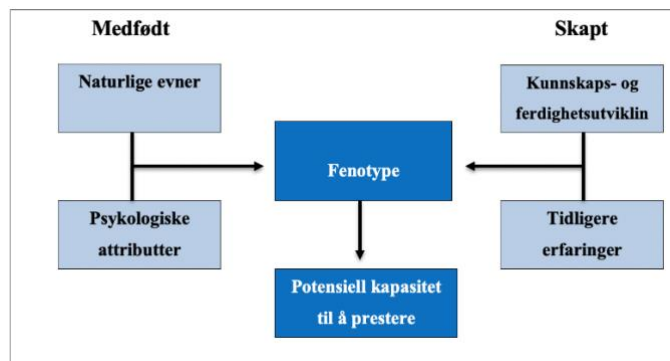 Medfødt
Skapt
Naturlige evner
Kunnskaps- og
ferdighetsutviklin
Fenotype
Psykologiske
attributter
Tidligere
erfaringer
Potensiell kapasitet
til å prestere